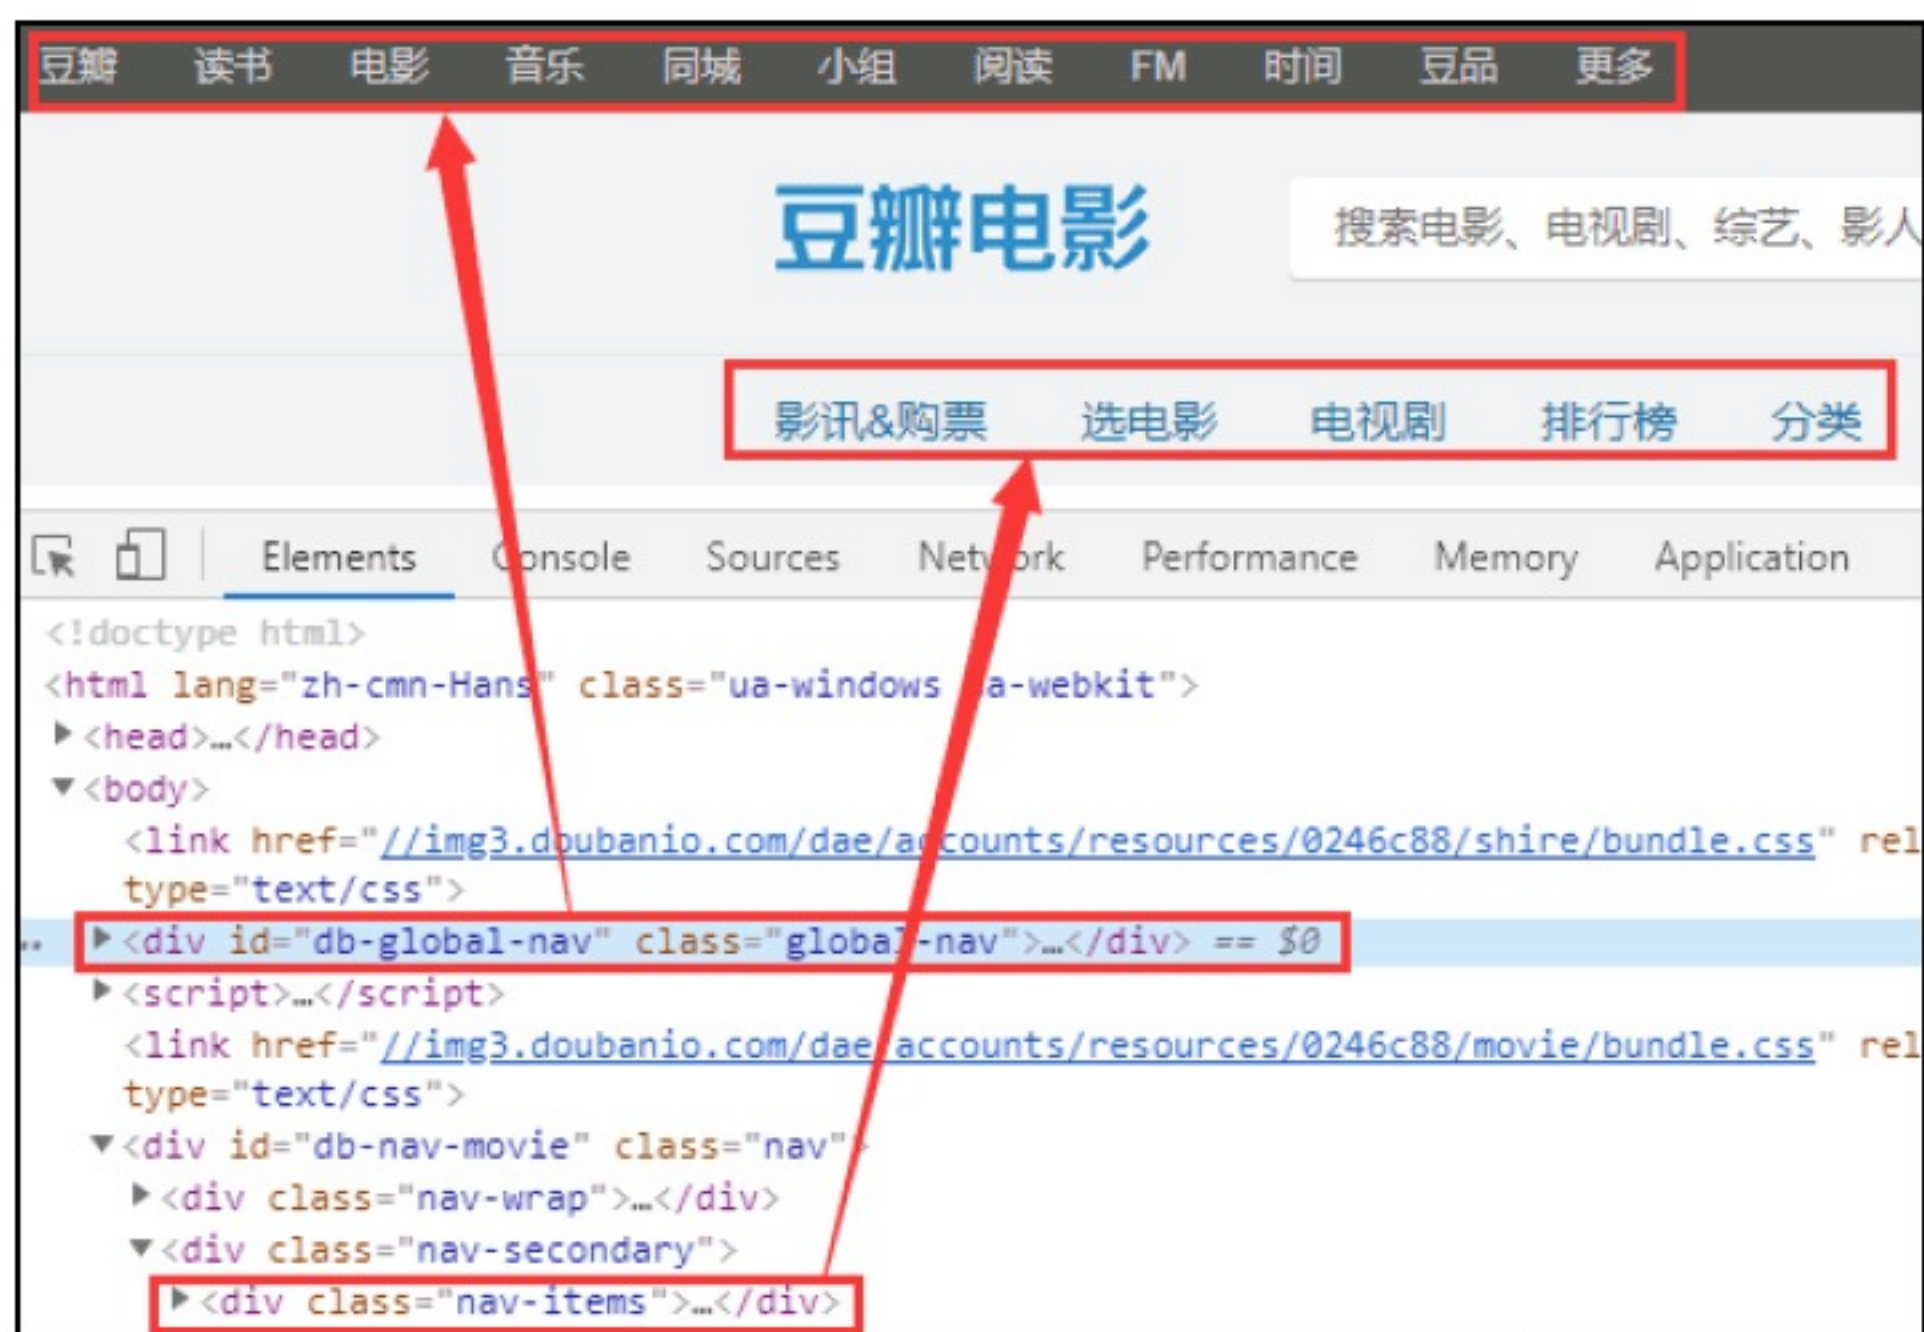 豆瓣 读书 电影 音乐 同城 小组 阅读 FM 时间 豆品 更多
豆瓣电影
搜索电影、电视剧、综艺、影人
影讯&购票 选电影 电视剧 排行榜 分类
Elements Console Sources Network Performance Memory Application
<!doctype html>
<html lang="zh-cmn-Hans" class="ua-windows ua-webkit">
<head>…</head>
<body>
<link href="//img3.doubanio.com/dae/accounts/resources/0246c88/shire/bundle.css" rel
type="text/css">
<div id="db-global-nav" class="global-nav">…</div> == $0
<script>…</script>
<link href="//img3.doubanio.com/dae/accounts/resources/0246c88/movie/bundle.css" rel
type="text/css">
<div id="db-nav-movie" class="nav">
<div class="nav-wrap">…</div>
<div class="nav-secondary">
<div class="nav-items">…</div>